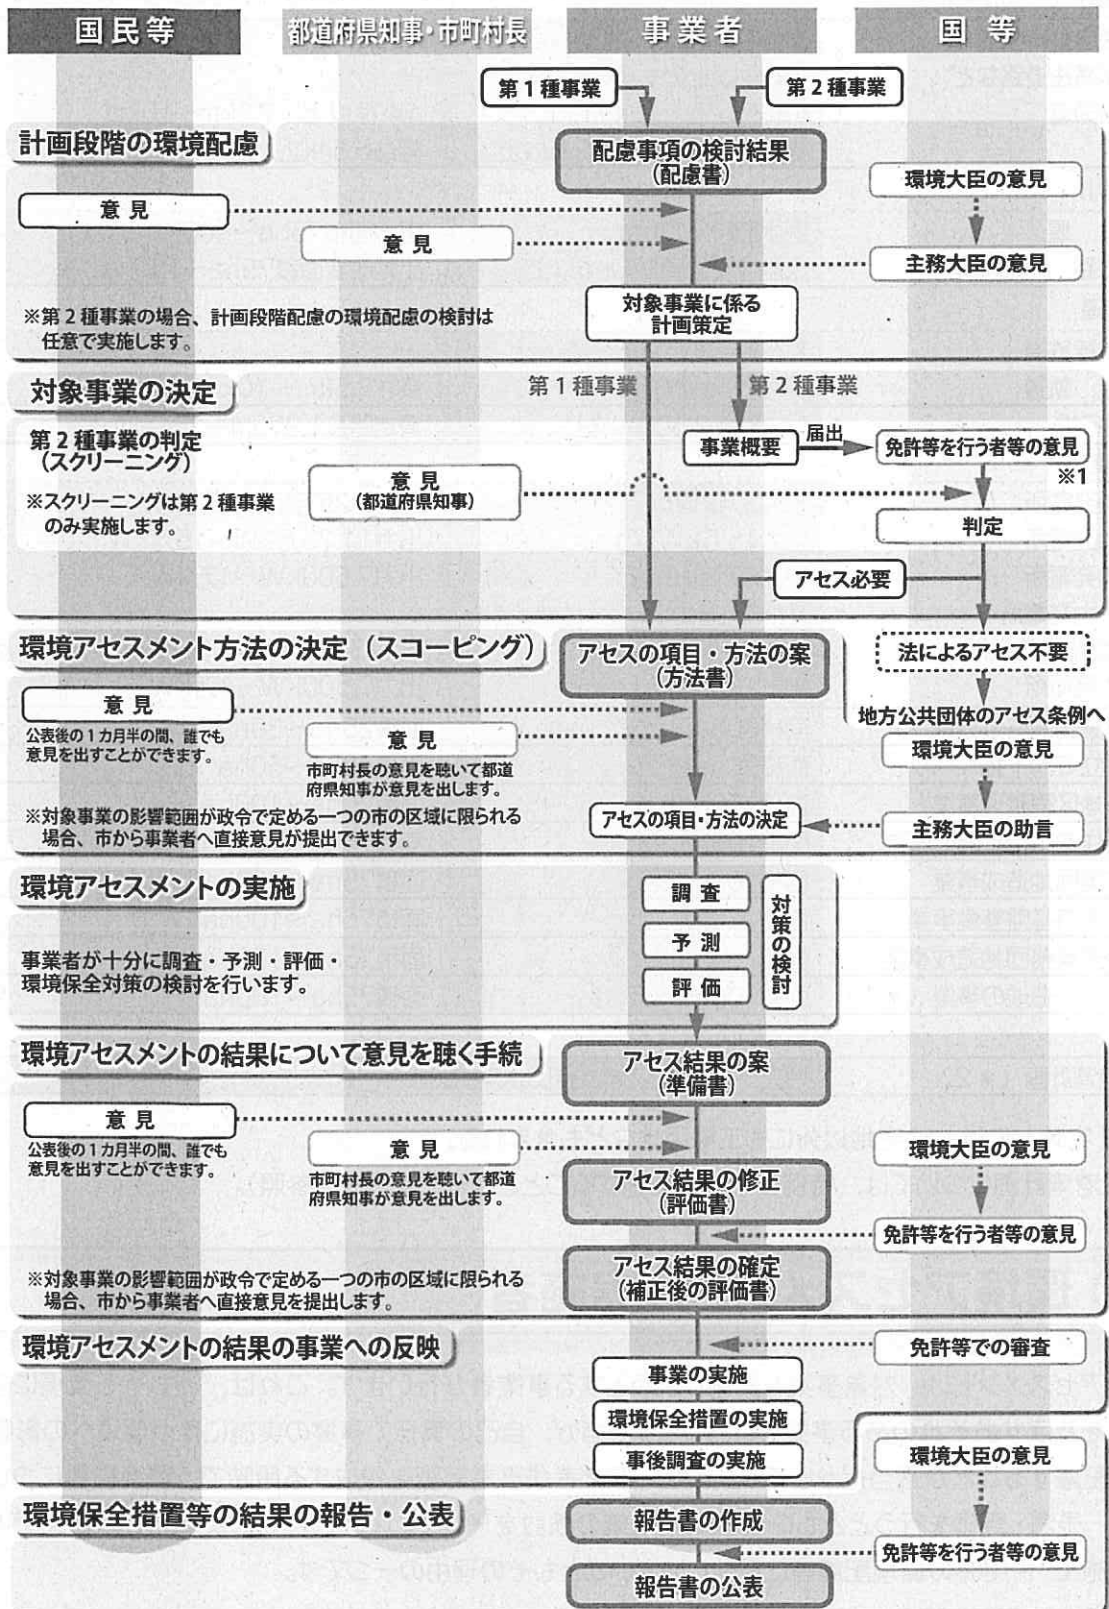 国民等
都道府県知事・市町村長
事業者
国 等
第1種事業
第2種事業
計画段階の環境配慮
配慮事項の検討結果
(配慮書)
環境大臣の意見
意 見
意 見
主務大臣の意見
対象事業に係る
計画策定
※第2種事業の場合、計画段階配慮の環境配慮の検討は
任意で実施します。
対象事業の決定
第1種事業
第2種事業
第2種事業の判定
(スクリーニング)
事業概要
届出
免許等を行う者等の意見
※1
意 見
(都道府県知事)
※スクリーニングは第2種事業
のみ実施します。
判定
アセス必要
環境アセスメント方法の決定(スコーピング)
アセスの項目・方法の案
(方法書)
法によるアセス不要
地方公共団体のアセス条例へ
意 見
公表後の1カ月半の間、誰でも
意見を出すことができます。
意 見
市町村長の意見を聴いて都道
府県知事が意見を出します。
環境大臣の意見
※対象事業の影響範囲が政令で定める一つの市の区域に限られる
場合、市から事業者へ直接意見が提出できます。
アセスの項目・方法の決定
主務大臣の助言
環境アセスメントの実施
調 査
予 測
評 価
対策の検討
事業者が十分に調査・予測・評価・
環境保全対策の検討を行います。
環境アセスメントの結果について意見を聴く手続
アセス結果の案
(準備書)
意 見
公表後の1カ月半の間、誰でも
意見を出すことができます。
意 見
市町村長の意見を聴いて都道
府県知事が意見を出します。
環境大臣の意見
アセス結果の修正
(評価書)
免許等を行う者等の意見
アセス結果の確定
(補正後の評価書)
※対象事業の影響範囲が政令で定める一つの市の区域に限られる
場合、市から事業者へ直接意見を提出します。
環境アセスメントの結果の事業への反映
免許等での審査
事業の実施
環境保全措置の実施
事後調査の実施
環境大臣の意見
環境保全措置等の結果の報告・公表
報告書の作成
免許等を行う者等の意見
報告書の公表